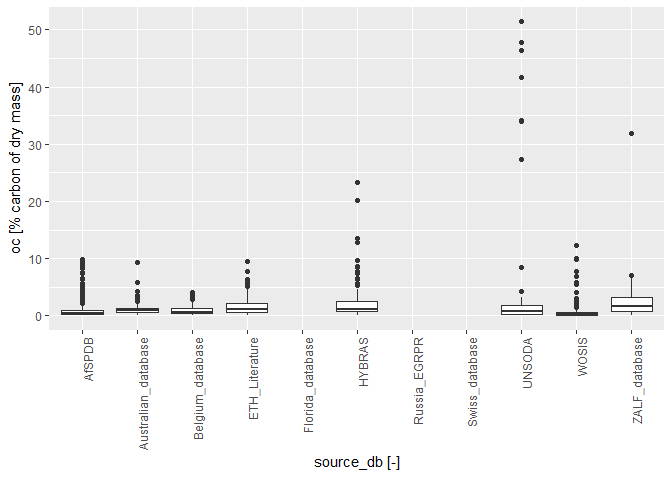 oc [% carbon of dry mass]
50
40
30
20
10
0
AfSPDB
Australian_database
Belgium_database
ETH_Literature
Florida_database
HYBRAS
Russia_EGRPR
Swiss_database
UNSODA
WOSIS
ZALF_database
source_db [-]